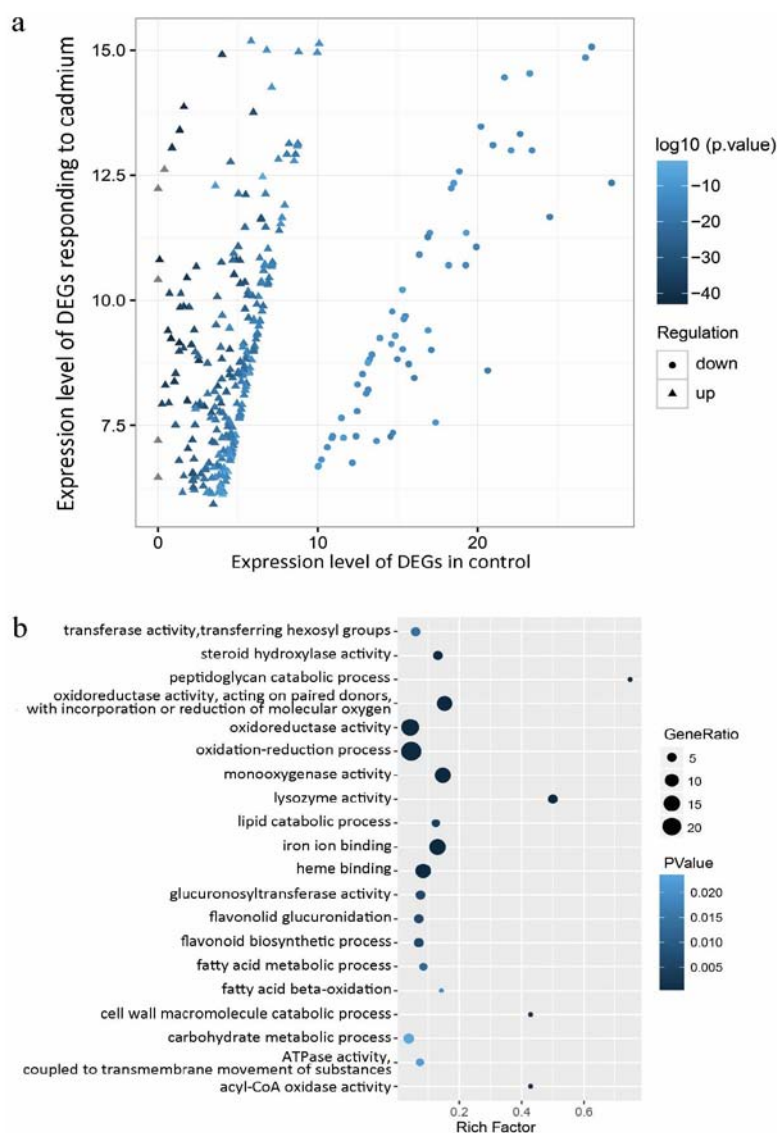 a
Expression level of DEGs responding to cadmium
15.0
12.5
10.0
7.5
0
10
20
Expression level of DEGs in control
log10 (p.value)
−10
−20
−30
−40
Regulation
down
up
b
transferase activity,transferring hexosyl groups
steroid hydroxylase activity
peptidoglycan catabolic process
oxidoreductase activity, acting on paired donors,
with incorporation or reduction of molecular oxygen
oxidoreductase activity
oxidation-reduction process
monooxygenase activity
lysozyme activity
lipid catabolic process
iron ion binding
heme binding
glucuronosyltransferase activity
flavonolid glucuronidation
flavonoid biosynthetic process
fatty acid metabolic process
fatty acid beta-oxidation
cell wall macromolecule catabolic process
carbohydrate metabolic process
ATPase activity,
coupled to transmembrane movement of substances
acyl-CoA oxidase activity
0.2
0.4
0.6
Rich Factor
GeneRatio
5
10
15
20
PValue
0.020
0.015
0.010
0.005